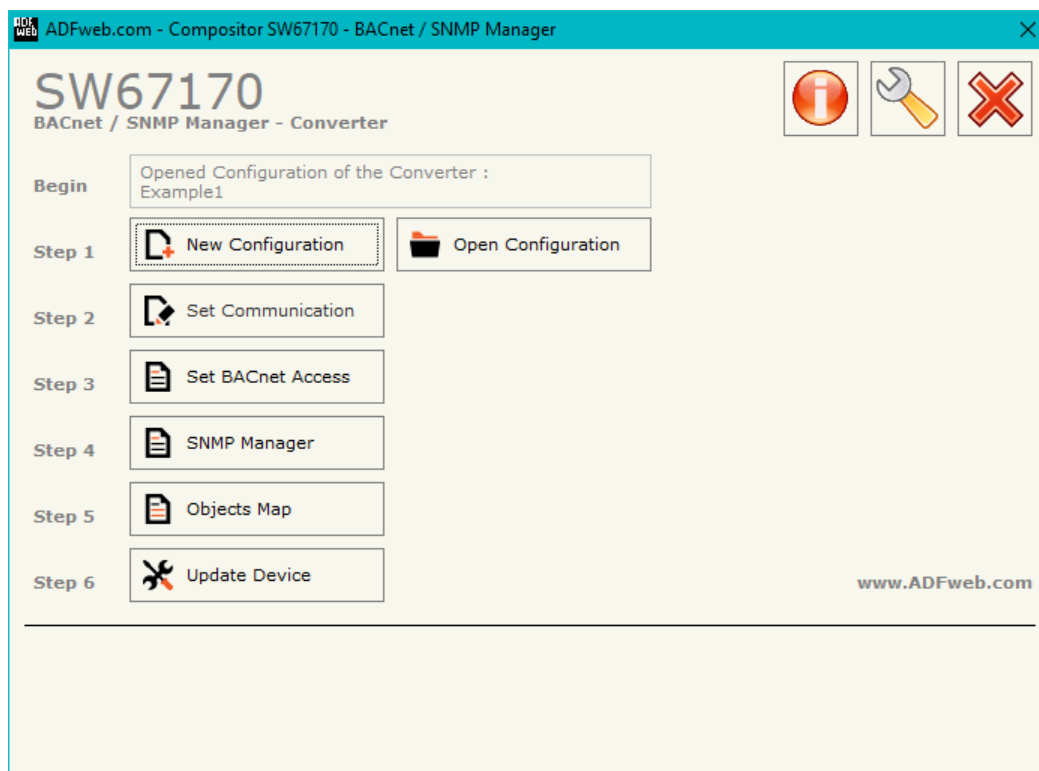 ADF
web
ADFweb.com - Compositor SW67170 - BACnet / SNMP Manager
SW67170
BACnet / SNMP Manager - Converter
Begin
Opened Configuration of the Converter :
Example1
Step 1
New Configuration
Open Configuration
Step 2
Set Communication
Step 3
Set BACnet Access
Step 4
SNMP Manager
Step 5
Objects Map
Step 6
Update Device
www.ADFweb.com